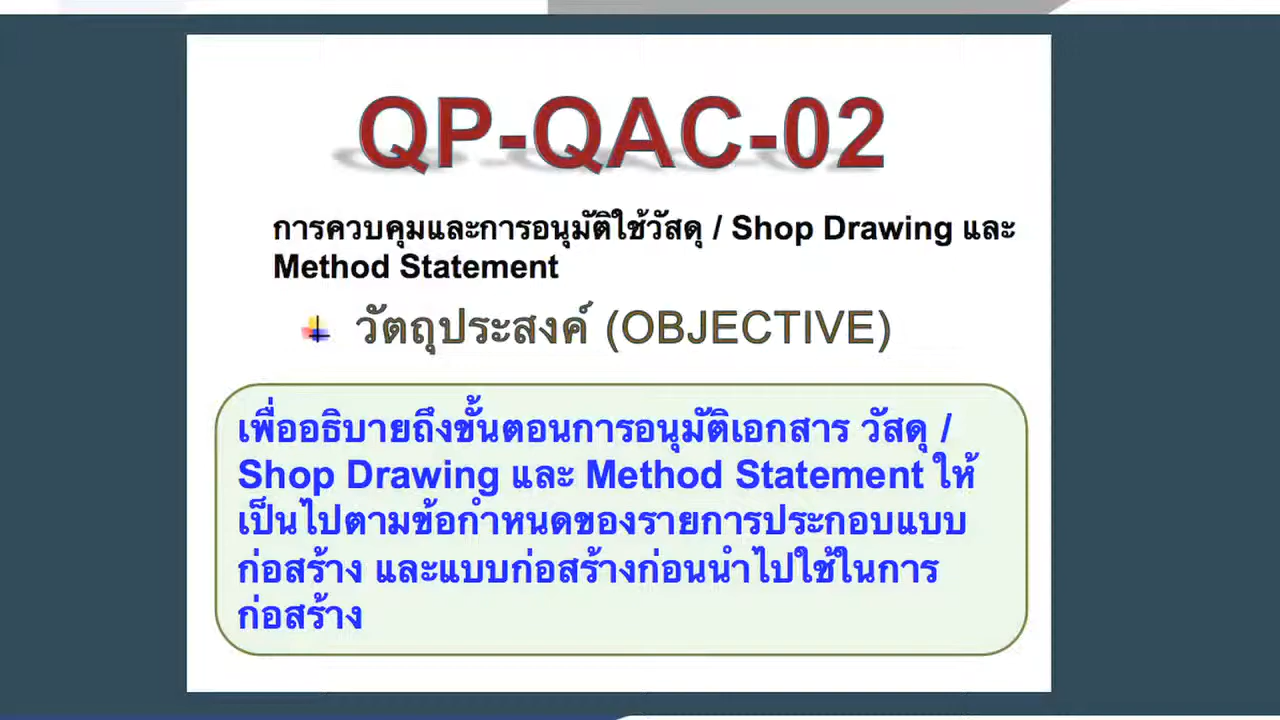 QP-QAC-02
การควบคุมและการอนุมัติใช้วัสดุ / Shop Drawing และ
Method Statement
วัตถุประสงค์ (OBJECTIVE)
เพื่ออธิบายถึงขั้นตอนการอนุมัติเอกสาร วัสดุ /
Shop Drawing และ Method Statement ให้
เป็นไปตามข้อกำหนดของรายการประกอบแบบ
ก่อสร้าง และแบบก่อสร้างก่อนนำไปใช้ในการ
ก่อสร้าง